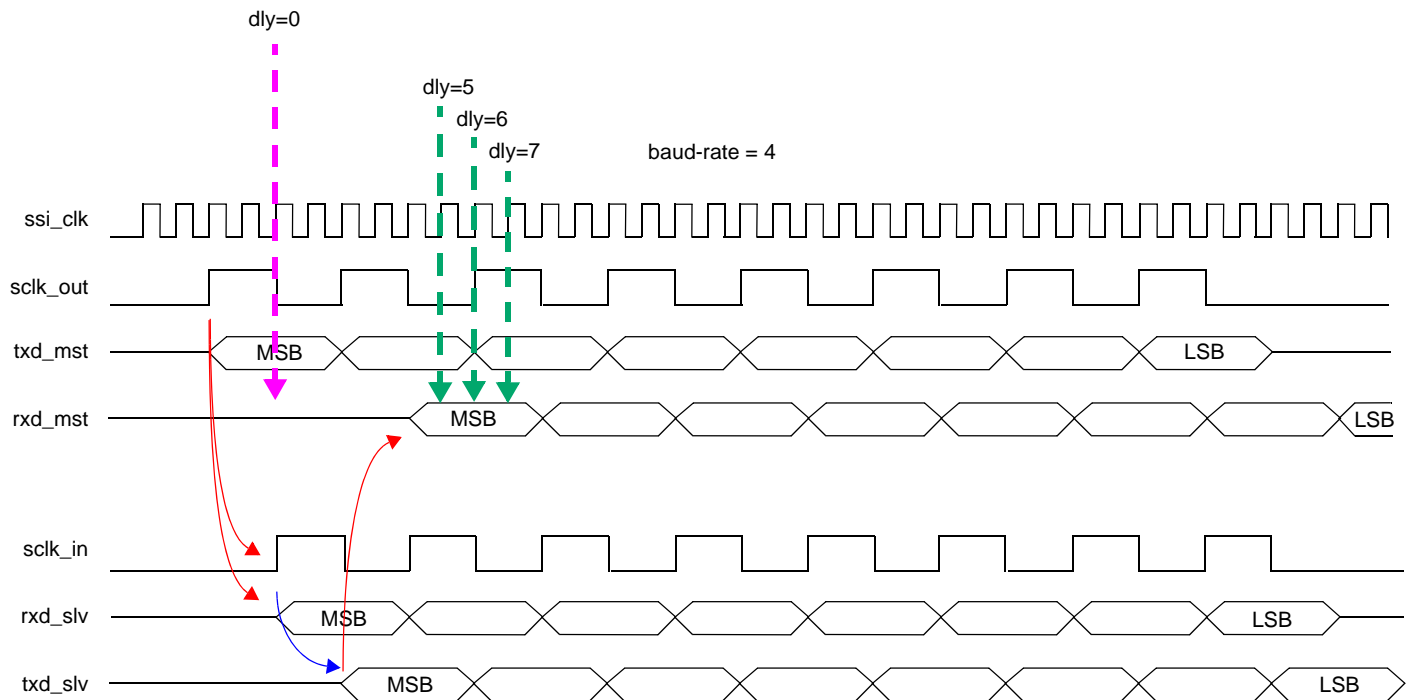 dly=0
dly=5
dly=6
dly=7
baud-rate = 4
ssi_clk
sclk_out
txd_mst
MSB
LSB
rxd_mst
MSB
LSB
sclk_in
rxd_slv
MSB
LSB
txd_slv
MSB
LSB